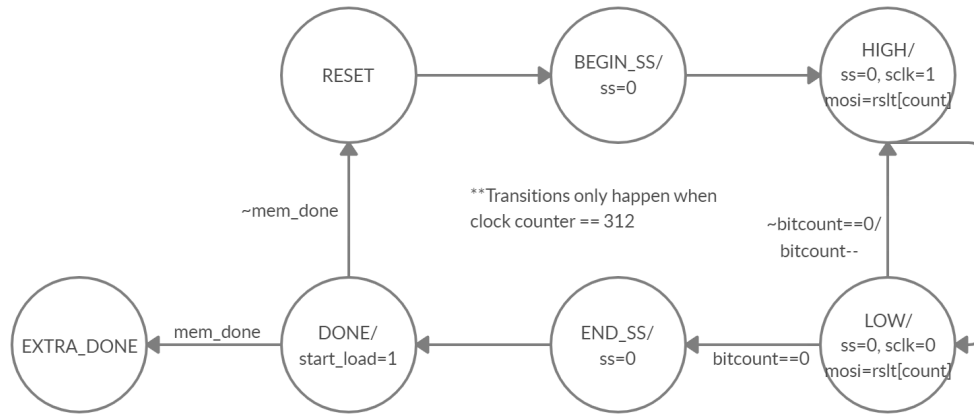 RESET
BEGIN_SS/
ss=0
HIGH/
ss=0, sclk=1
mosi=rslt[count]
~mem_done
**Transitions only happen when
clock counter == 312
~bitcount==0/
bitcount--
EXTRA_DONE
mem_done
DONE/
start_load=1
END_SS/
ss=0
bitcount==0
LOW/
ss=0, sclk=0
mosi=rslt[count]